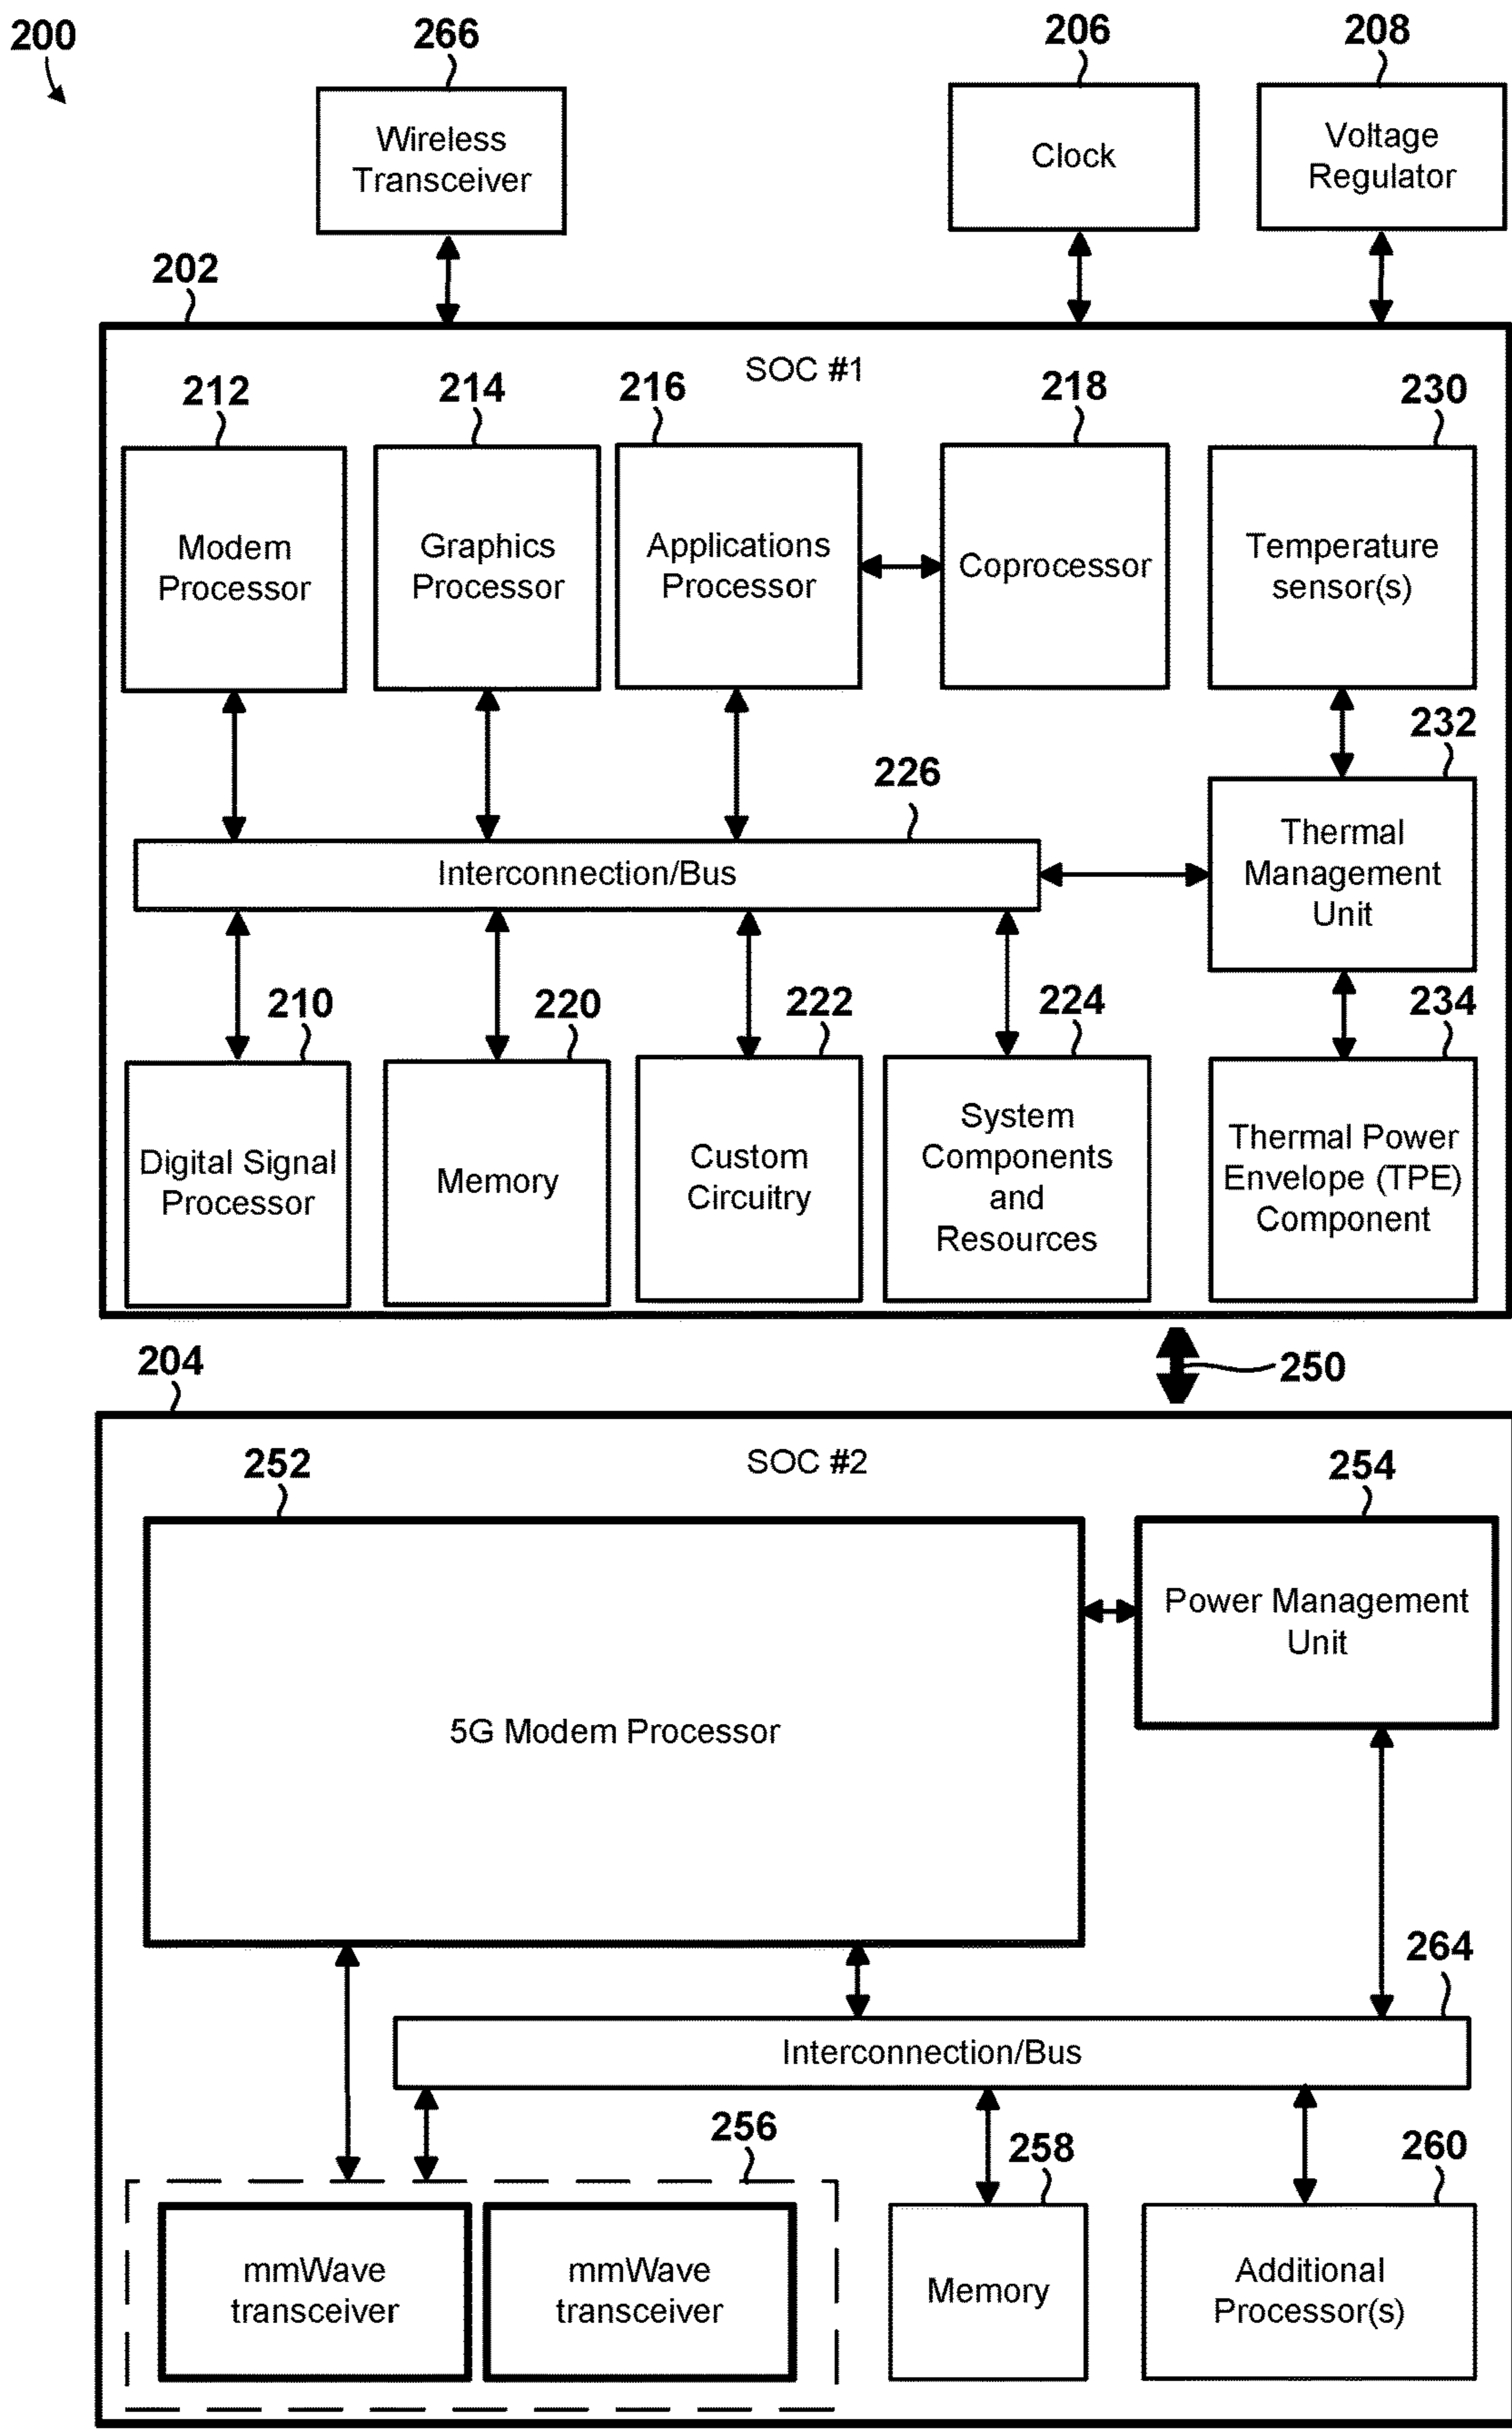 200
266
206
208
Wireless
Transceiver
Clock
Voltage
Regulator
202
SOC #1
212
214
216
218
230
Modem
Processor
Graphics
Processor
Applications
Processor
Coprocessor
Temperature
sensor(s)
232
226
Interconnection/Bus
Thermal
Management
Unit
210
220
222
224
234
Digital Signal
Processor
Memory
Custom
Circuitry
System
Components
and
Resources
Thermal Power
Envelope (TPE)
Component
204
250
SOC #2
252
254
5G Modem Processor
Power Management
Unit
264
Interconnection/Bus
256
258
260
mmWave
transceiver
mmWave
transceiver
Memory
Additional
Processor(s)